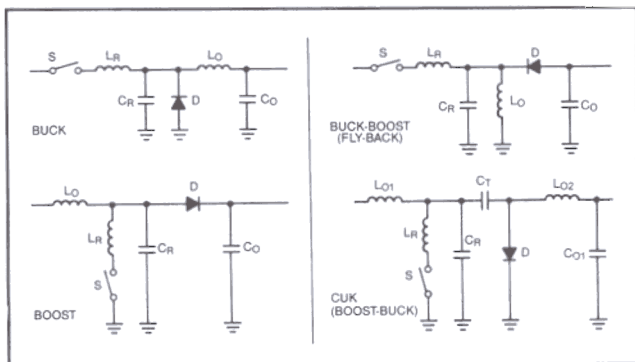 S
LR
LO
CR
D
CO
BUCK
S
LR
D
CR
LO
CO
BUCK-BOOST
(FLY-BACK)
LO
D
LR
CR
CO
S
BOOST
LO1
CT
LO2
LR
CR
D
CO1
S
CUK
(BOOST-BUCK)